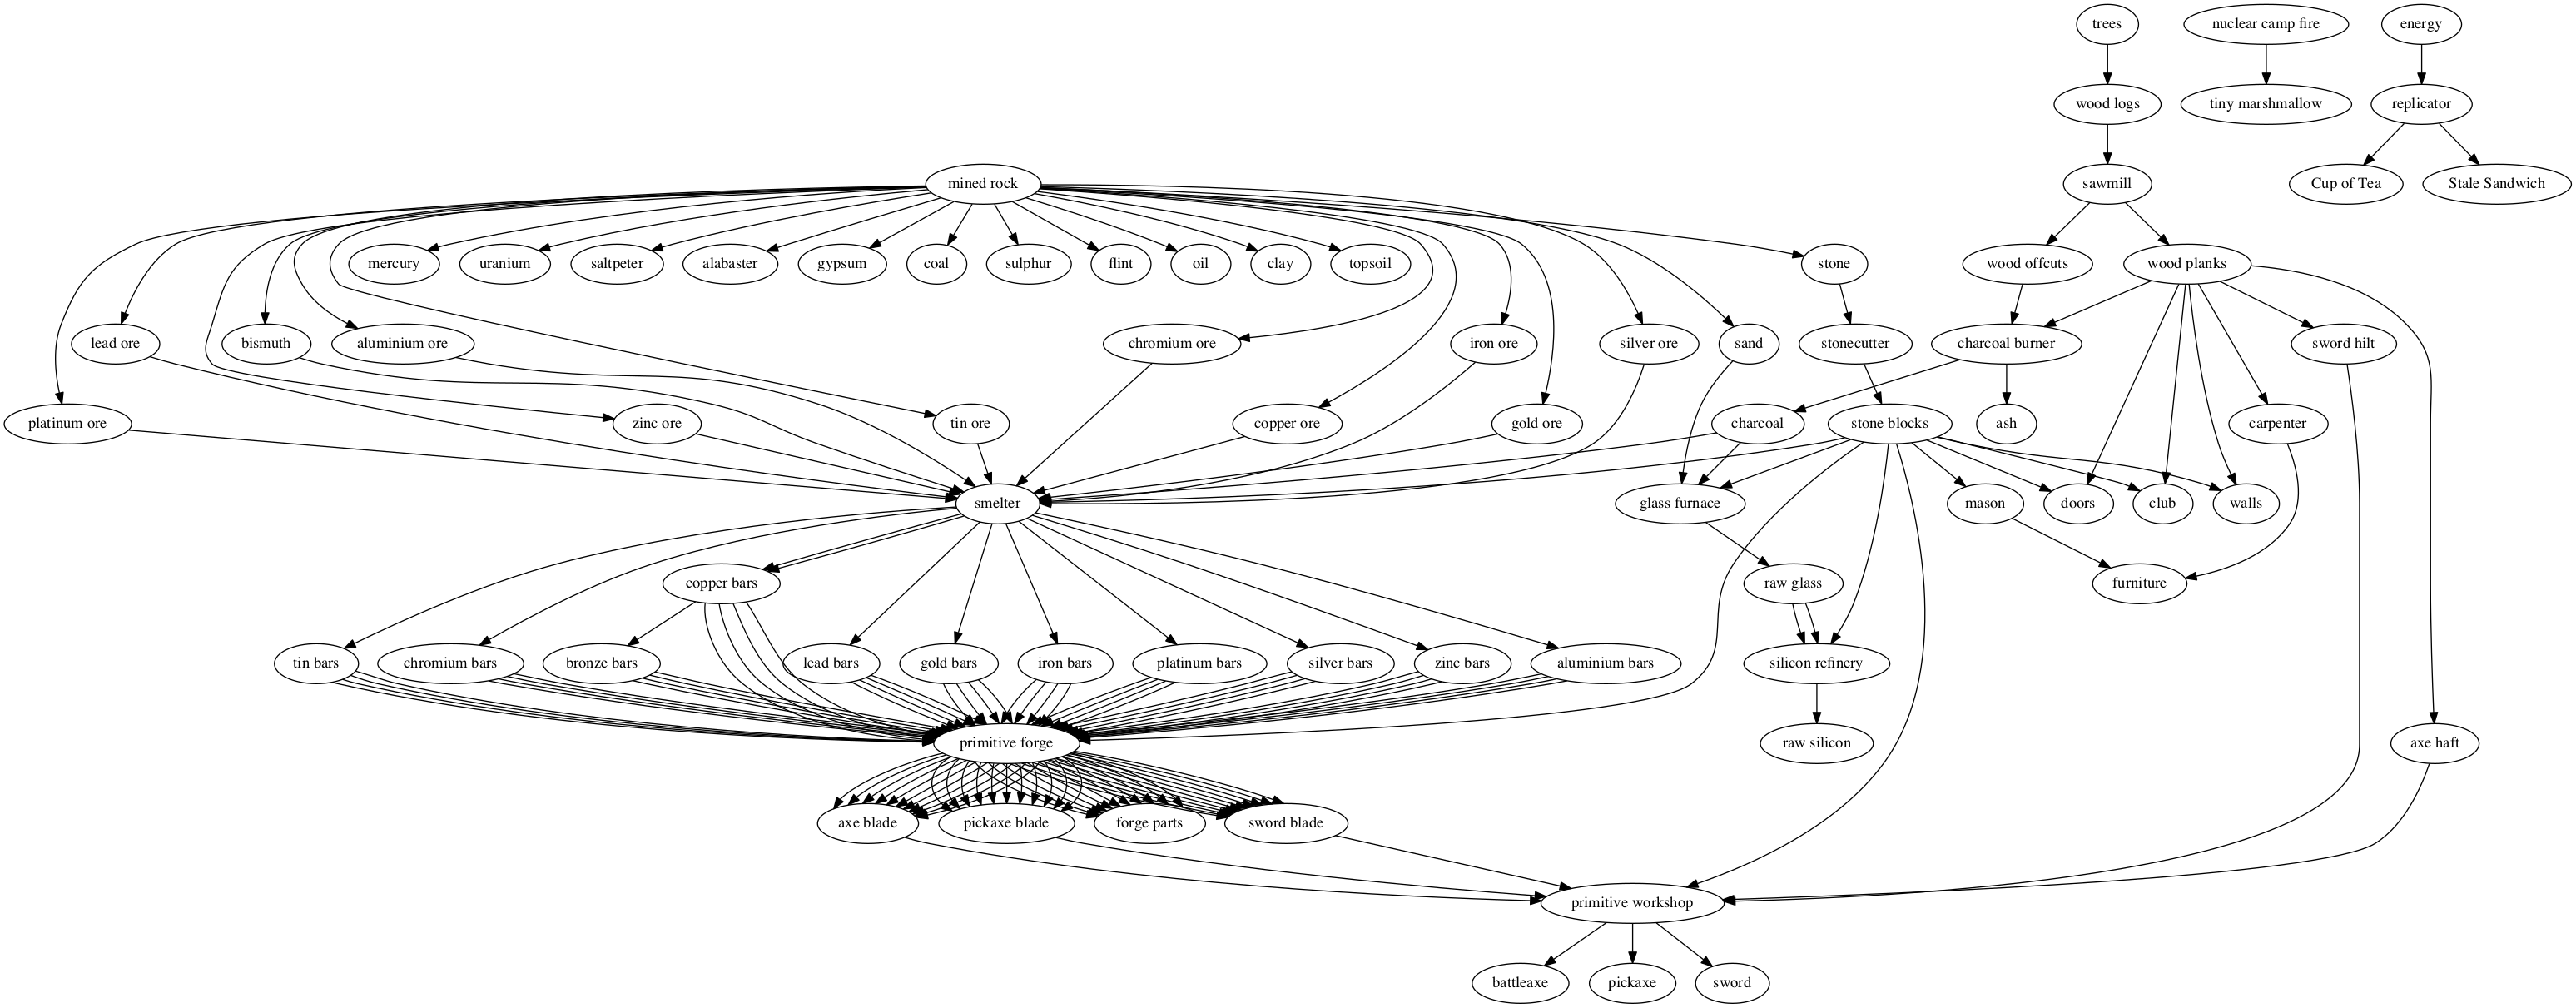 trees
nuclear camp fire
energy
wood logs
tiny marshmallow
replicator
mined rock
sawmill
Cup of Tea
Stale Sandwich
mercury
uranium
saltpeter
alabaster
gypsum
coal
sulphur
flint
oil
clay
topsoil
stone
wood offcuts
wood planks
lead ore
bismuth
aluminium ore
chromium ore
iron ore
silver ore
sand
stonecutter
charcoal burner
sword hilt
platinum ore
zinc ore
tin ore
copper ore
gold ore
charcoal
stone blocks
ash
carpenter
smelter
glass furnace
mason
doors
club
walls
copper bars
raw glass
furniture
tin bars
chromium bars
bronze bars
lead bars
gold bars
iron bars
platinum bars
silver bars
zinc bars
aluminium bars
silicon refinery
primitive forge
raw silicon
axe haft
axe blade
pickaxe blade
forge parts
sword blade
primitive workshop
battleaxe
pickaxe
sword